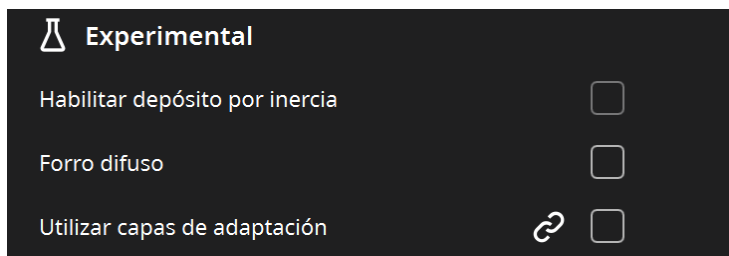 Experimental
Habilitar depósito por inercia
Forro difuso
Utilizar capas de adaptación